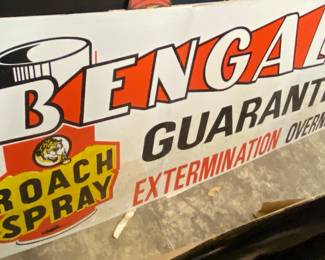 BENGAL
GUARANT
EXTERMINATION OVERN
ROACH
SPRAY